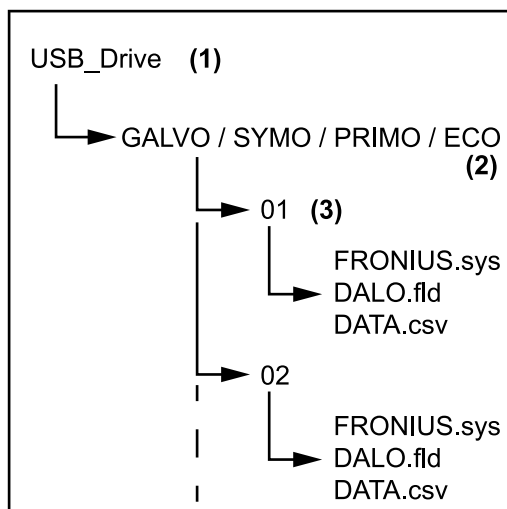 USB_Drive (1)
GALVO / SYMO / PRIMO / ECO
(2)
01 (3)
FRONIUS.sys
DALO.fld
DATA.csv
02
FRONIUS.sys
DALO.fld
DATA.csv